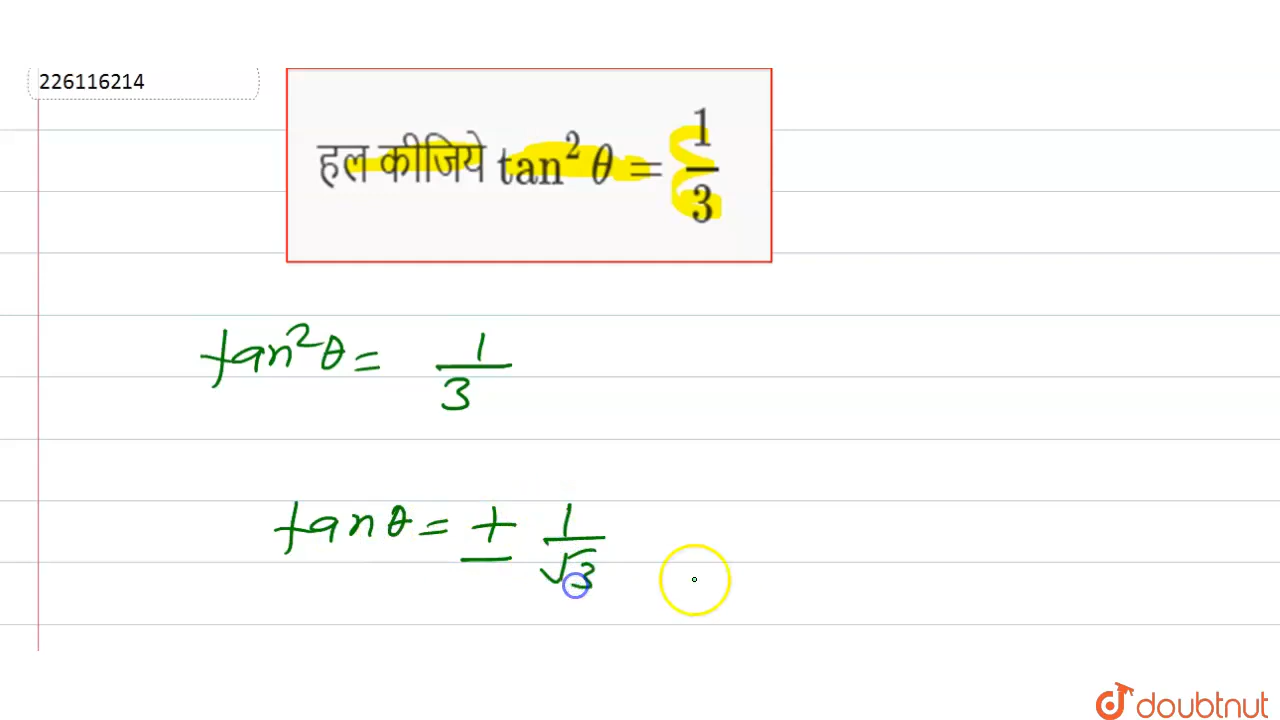 226116214
हल कीजिये tan² θ = 1/3
tan²θ = 1/3
tanθ = ± 1/√3
doubtnut